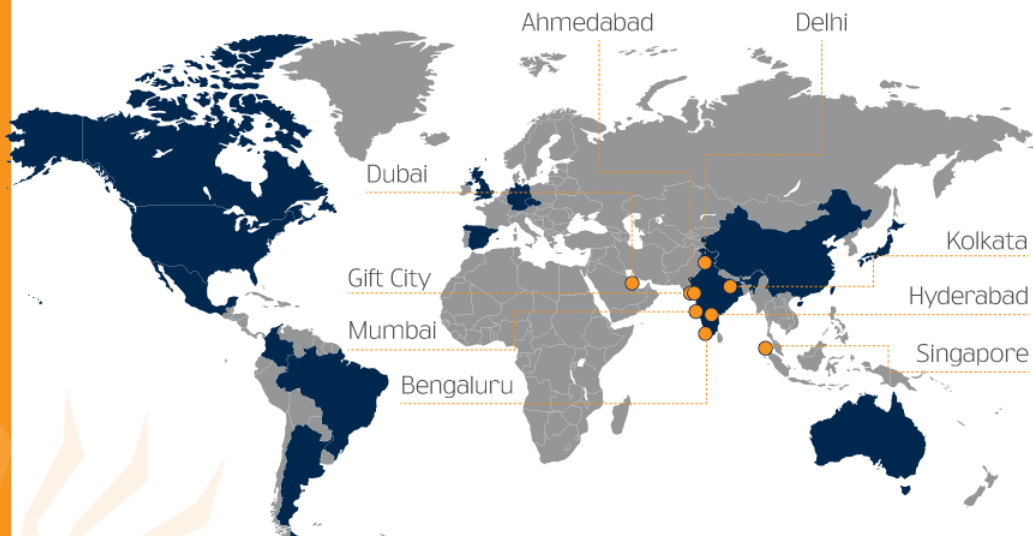 Ahmedabad
Delhi
Dubai
Kolkata
Gift City
Hyderabad
Mumbai
Singapore
Bengaluru